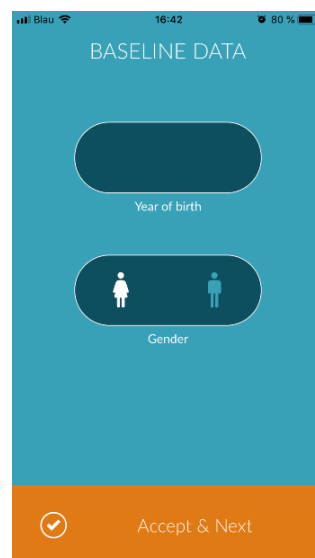 Blau 16:42 80 %
BASELINE DATA
Year of birth
Gender
Accept & Next